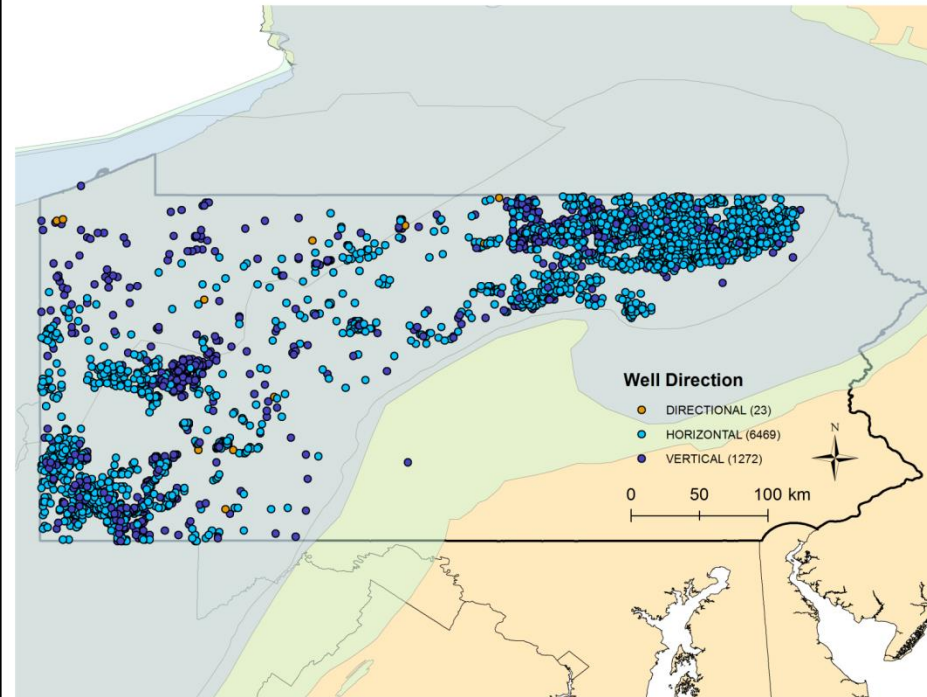 Well Direction
DIRECTIONAL (23)
HORIZONTAL (6469)
VERTICAL (1272)
N
0 50 100 km